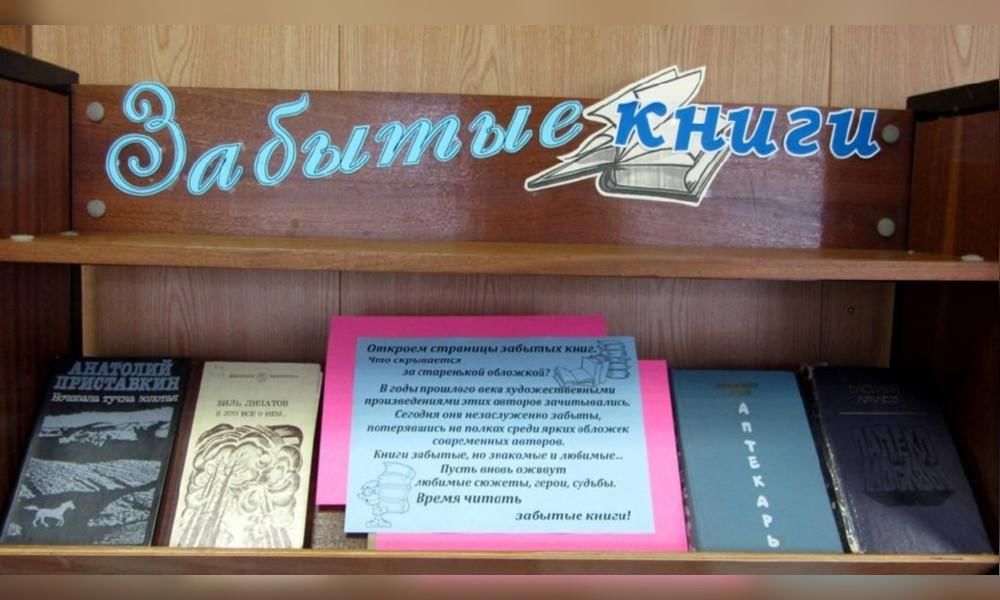 Забытые книги
АНАТОЛИЙ
ПРИСТАВКИН
Ночевала тучка золотая
ВИЛЬ ЛИПАТОВ
И ЭТО ВСЕ О НЕМ...
Откроем страницы забытых книг.
Что скрывается
за старенькой обложкой?
В годы прошлого века художественными
произведениями этих авторов зачитывались.
Сегодня они незаслуженно забыты,
потерявшись на полках среди ярких обложек
современных авторов.
Книги забытые, но знакомые и любимые...
Пусть вновь оживут
любимые сюжеты, герои, судьбы.
Время читать
забытые книги!
АПТЕКАРЬ